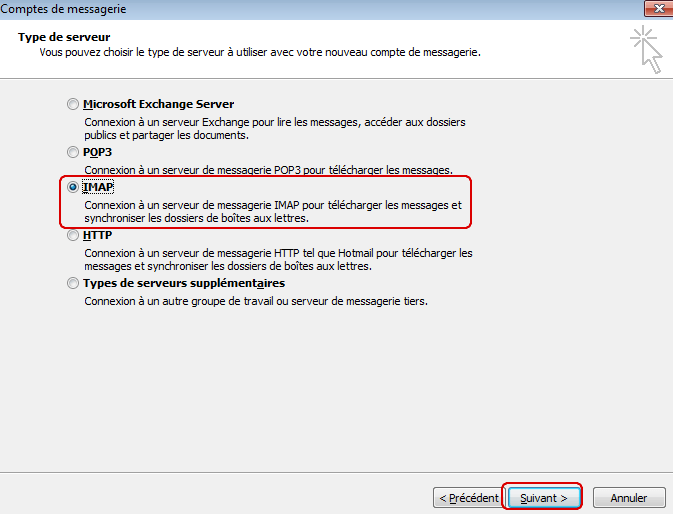 Comptes de messagerie
Type de serveur
Vous pouvez choisir le type de serveur à utiliser avec votre nouveau compte de messagerie.
Microsoft Exchange Server
Connexion à un serveur Exchange pour lire les messages, accéder aux dossiers
publics et partager les documents.
POP3
Connexion à un serveur de messagerie POP3 pour télécharger les messages.
IMAP
Connexion à un serveur de messagerie IMAP pour télécharger les messages et
synchroniser les dossiers de boîtes aux lettres.
HTTP
Connexion à un serveur de messagerie HTTP tel que Hotmail pour télécharger les
messages et synchroniser les dossiers de boîtes aux lettres.
Types de serveurs supplémentaires
Connexion à un autre groupe de travail ou serveur de messagerie tiers.
< Précédent Suivant > Annuler